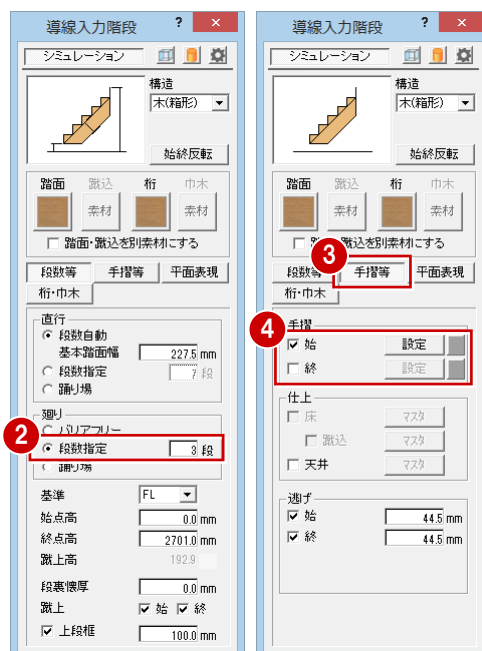 導線入力階段 ? ×
シミュレーション
構造
木(箱形)
始終反転
踏面 蹴込 桁 巾木
素材 素材
踏面・蹴込を別素材にする
段数等 手摺等 平面表現
桁・巾木
直行
段数自動
基本踏面幅 227.5 mm
段数指定 7 段
踊り場
廻り
バリアフリー
2
段数指定 3 段
踊り場
基準 FL
始点高 0.0 mm
終点高 2701.0 mm
蹴上高 192.9
段裏懐厚 0.0 mm
蹴上 始 終
上段框 100.0 mm
導線入力階段 ? ×
シミュレーション
構造
木(箱形)
始終反転
踏面 蹴込 桁 巾木
素材 素材
蹴込を別素材にする
3
段数等 手摺等 平面表現
桁・巾木
4
手摺
始 設定
終 設定
仕上
床 マスタ
蹴込 マスタ
天井 マスタ
逃げ
始 44.5 mm
終 44.5 mm